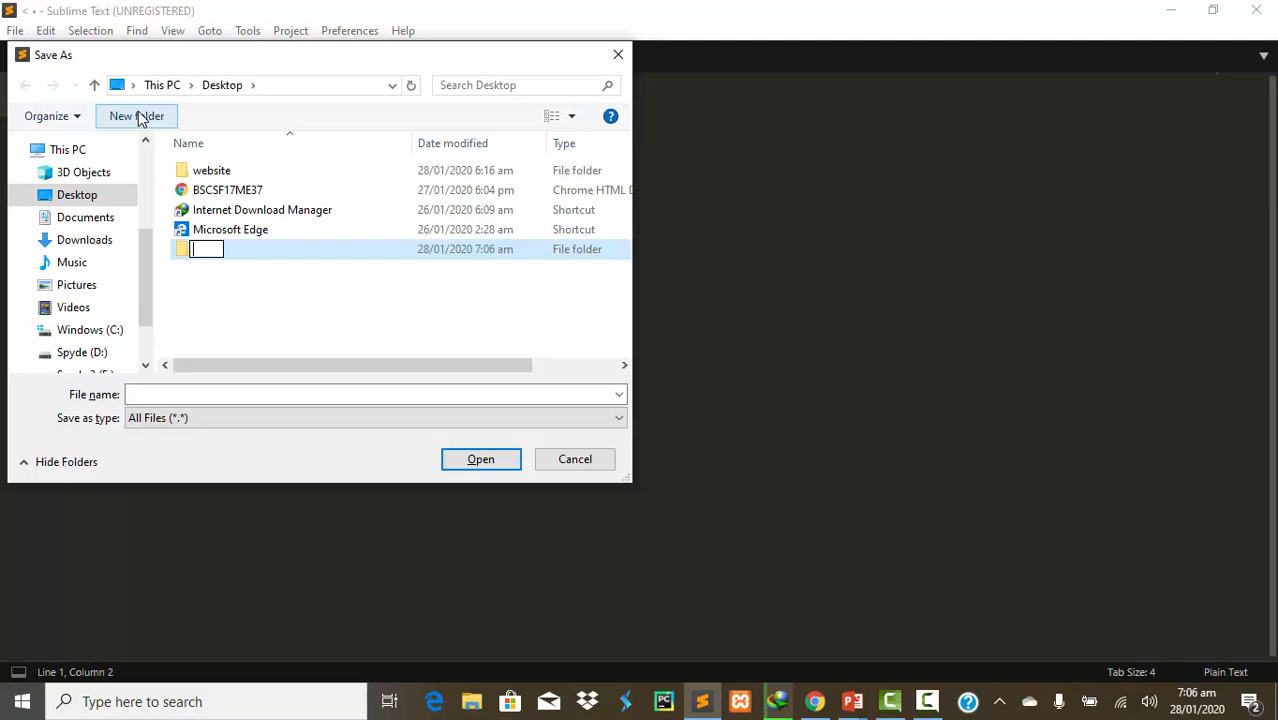 < • - Sublime Text (UNREGISTERED)
File Edit Selection Find View Goto Tools Project Preferences Help
Save As
This PC Desktop
Search Desktop
Organize New folder
Name Date modified Type
This PC
3D Objects
Desktop
Documents
Downloads
Music
Pictures
Videos
Windows (C:)
Spyde (D:)
website 28/01/2020 6:16 am File folder
BSCSF17ME37 27/01/2020 6:04 pm Chrome HTML D
Internet Download Manager 26/01/2020 6:09 am Shortcut
Microsoft Edge 26/01/2020 2:28 am Shortcut
28/01/2020 7:06 am File folder
File name:
Save as type: All Files (*.*)
Hide Folders Open Cancel
Line 1, Column 2 Tab Size: 4 Plain Text
Type here to search
7:06 am
28/01/2020
2